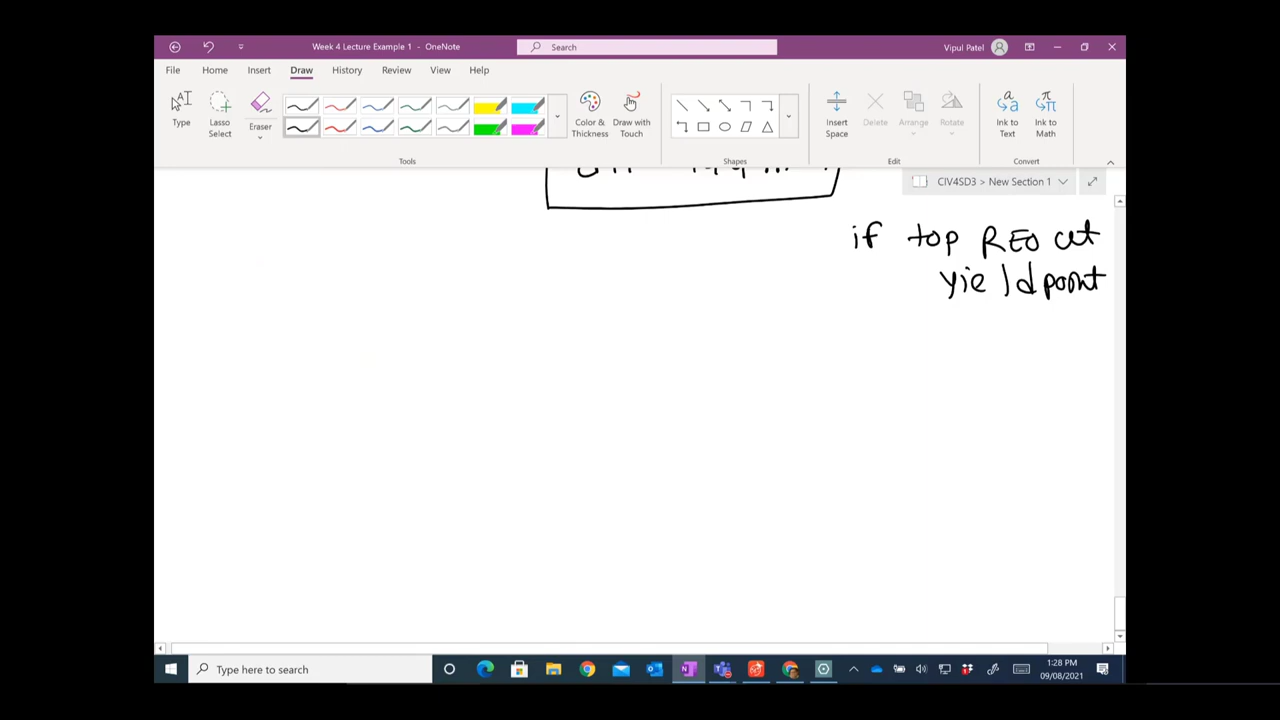 Week 4 Lecture Example 1 - OneNote
Search
Vipul Patel
File
Home
Insert
Draw
History
Review
View
Help
Type
Lasso Select
Eraser
Color & Thickness
Draw with Touch
Insert Space
Delete
Arrange
Rotate
Ink to Text
Ink to Math
Tools
Shapes
Edit
Convert
CIV4SD3 > New Section 1
if top REO at
yield point
Type here to search
1:28 PM
09/08/2021